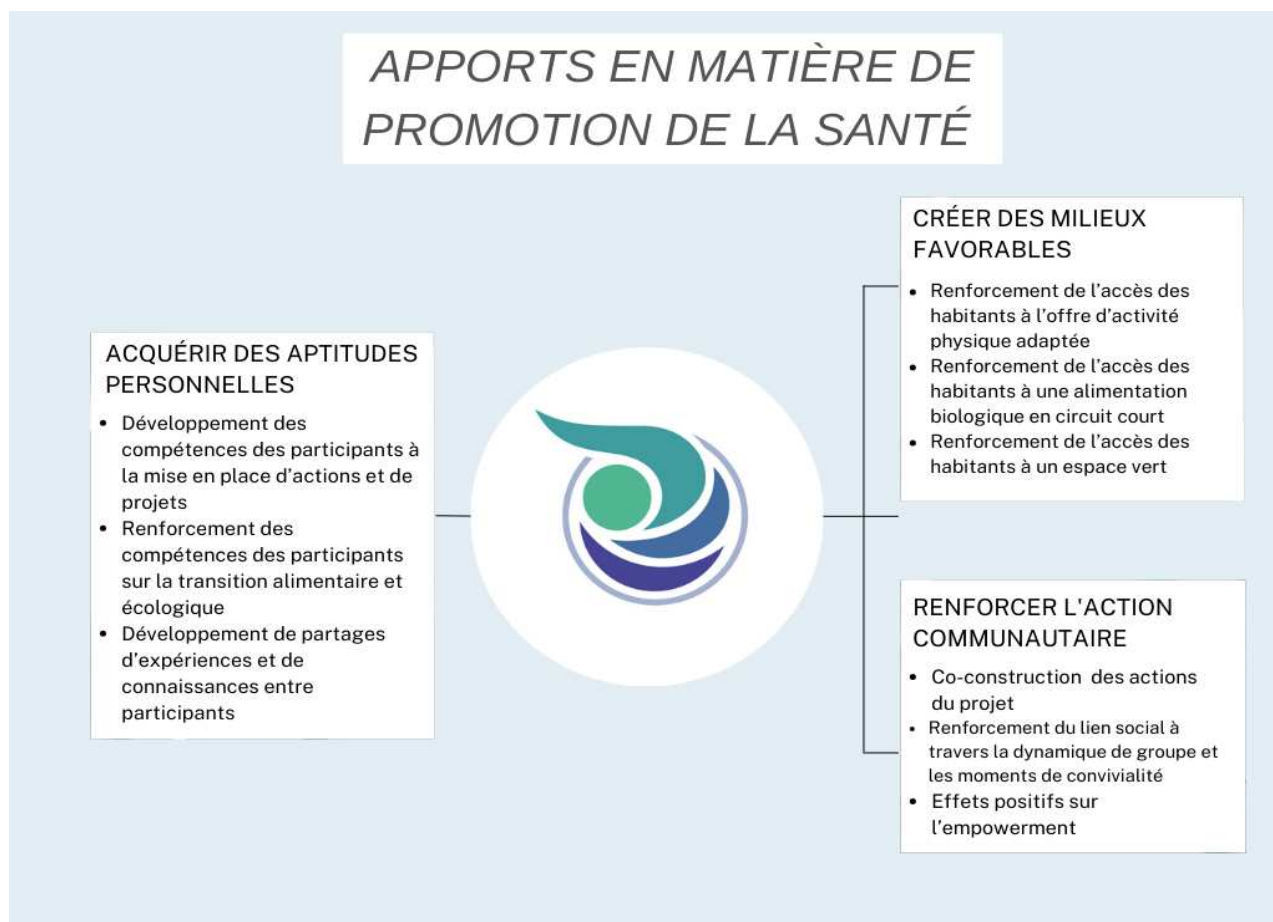 APPORTS EN MATIÈRE DE
PROMOTION DE LA SANTÉ
ACQUÉRIR DES APTITUDES
PERSONNELLES
• Développement des
compétences des participants à
la mise en place d'actions et de
projets
• Renforcement des
compétences des participants
sur la transition alimentaire et
écologique
• Développement de partages
d'expériences et de
connaissances entre
participants
CRÉER DES MILIEUX
FAVORABLES
• Renforcement de l'accès des
habitants à l'offre d'activité
physique adaptée
• Renforcement de l'accès des
habitants à une alimentation
biologique en circuit court
• Renforcement de l'accès des
habitants à un espace vert
RENFORCER L'ACTION
COMMUNAUTAIRE
• Co-construction des actions
du projet
• Renforcement du lien social à
travers la dynamique de groupe et
les moments de convivialité
• Effets positifs sur
l'empowerment